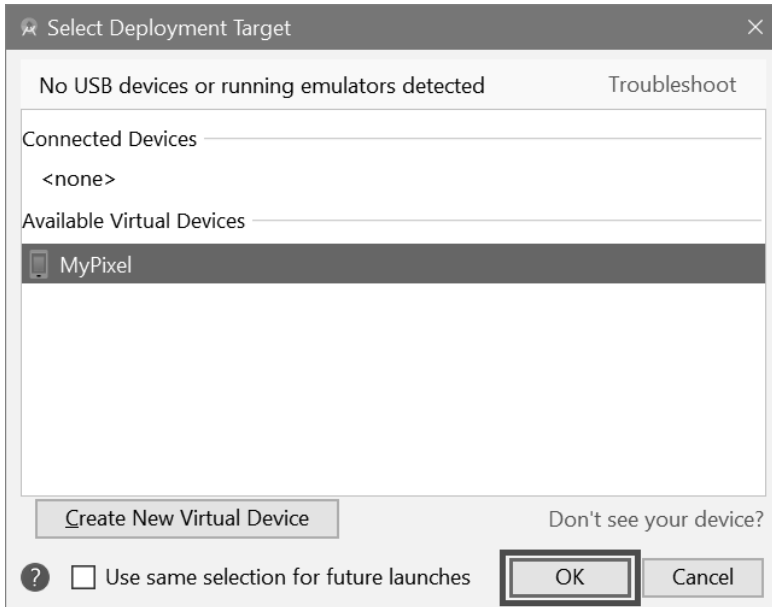 Select Deployment Target
No USB devices or running emulators detected Troubleshoot
Connected Devices
<none>
Available Virtual Devices
MyPixel
Create New Virtual Device Don't see your device?
? Use same selection for future launches OK Cancel